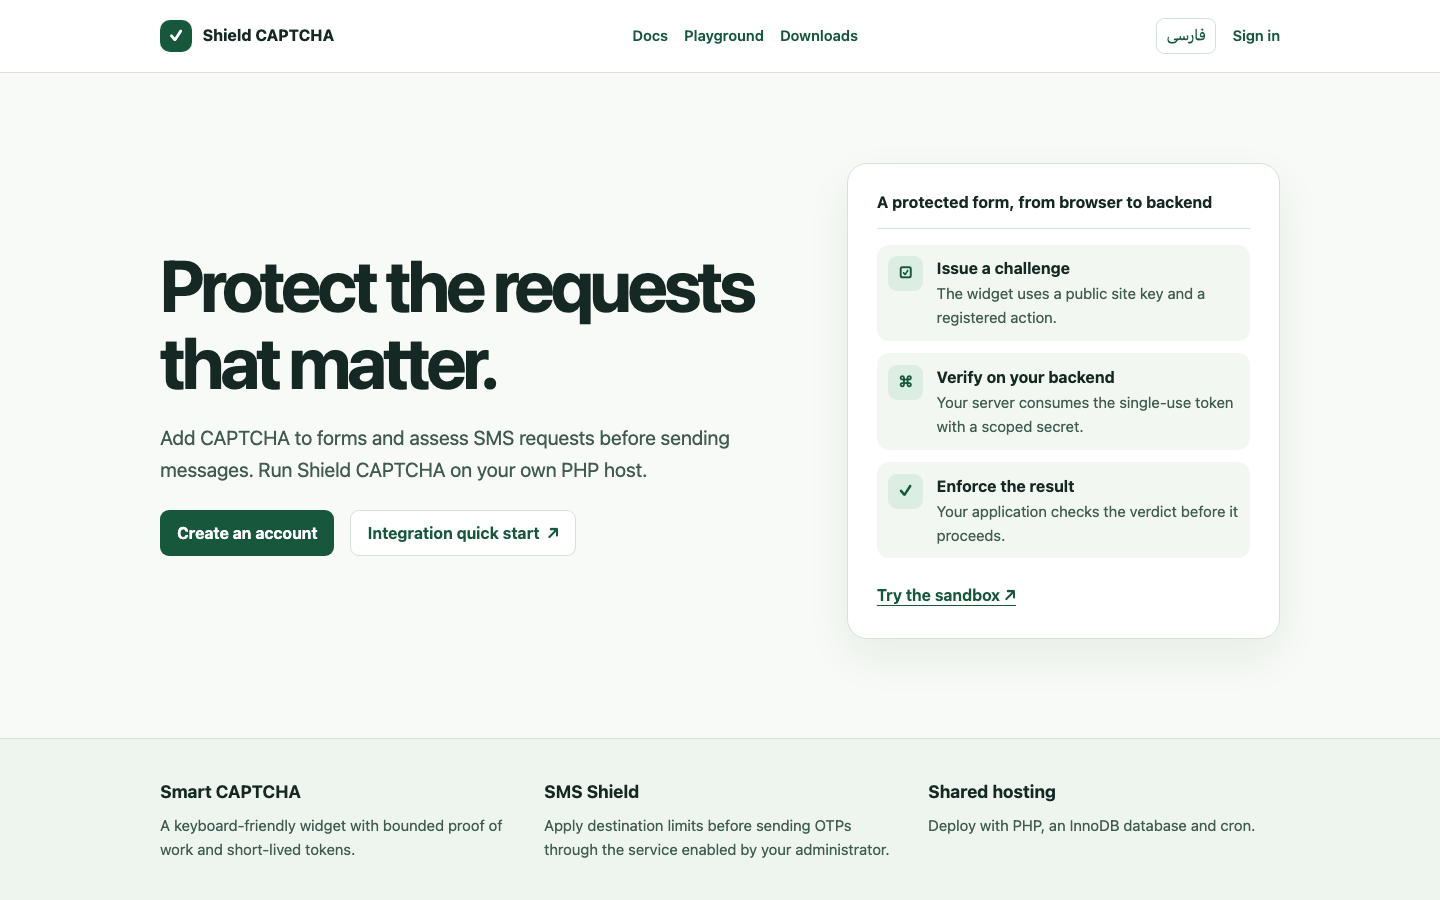 Shield CAPTCHA
Docs Playground Downloads
فارسی
Sign in
Protect the requests
that matter.
Add CAPTCHA to forms and assess SMS requests before sending
messages. Run Shield CAPTCHA on your own PHP host.
Create an account
Integration quick start ↗
A protected form, from browser to backend
Issue a challenge
The widget uses a public site key and a
registered action.
⌘
Verify on your backend
Your server consumes the single-use token
with a scoped secret.
Enforce the result
Your application checks the verdict before it
proceeds.
Try the sandbox ↗
Smart CAPTCHA
A keyboard-friendly widget with bounded proof of
work and short-lived tokens.
SMS Shield
Apply destination limits before sending OTPs
through the service enabled by your administrator.
Shared hosting
Deploy with PHP, an InnoDB database and cron.